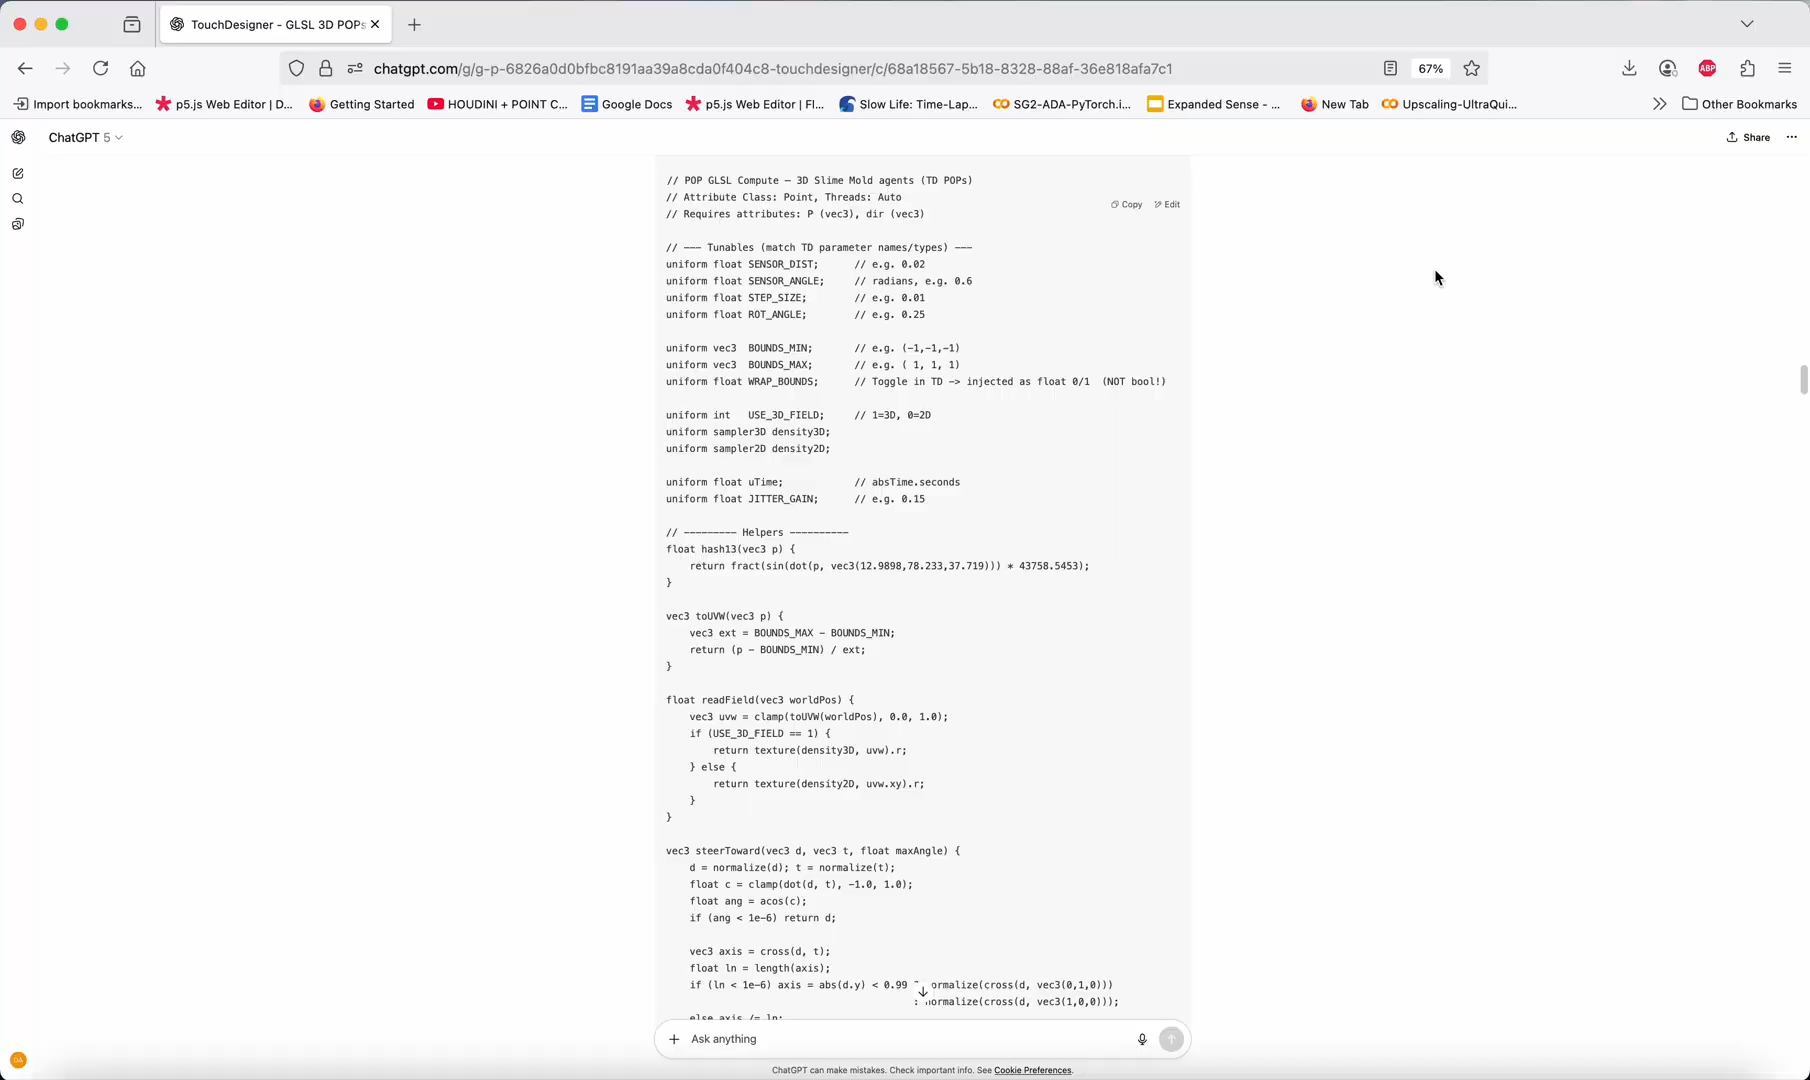 TouchDesigner - GLSL 3D POPs
chatgpt.com/g/g-p-6826a0d0bfbc8191aa39a8cda0f404c8-touchdesigner/c/68a18567-5b18-8328-88af-36e818afa7c1
67%
ABP
Import bookmarks...
p5.js Web Editor | D...
Getting Started
HOUDINI + POINT C...
Google Docs
p5.js Web Editor | Fl...
Slow Life: Time-Lap...
SG2-ADA-PyTorch.i...
Expanded Sense - ...
New Tab
Upscaling-UltraQui...
Other Bookmarks
ChatGPT 5
Share
Copy
Edit
// POP GLSL Compute — 3D Slime Mold agents (TD POPs)
// Attribute Class: Point, Threads: Auto
// Requires attributes: P (vec3), dir (vec3)
// —–– Tunables (match TD parameter names/types) —––
uniform float SENSOR_DIST;      // e.g. 0.02
uniform float SENSOR_ANGLE;     // radians, e.g. 0.6
uniform float STEP_SIZE;        // e.g. 0.01
uniform float ROT_ANGLE;        // e.g. 0.25
uniform vec3  BOUNDS_MIN;       // e.g. (-1,-1,-1)
uniform vec3  BOUNDS_MAX;       // e.g. ( 1, 1, 1)
uniform float WRAP_BOUNDS;      // Toggle in TD -> injected as float 0/1  (NOT bool!)
uniform int   USE_3D_FIELD;     // 1=3D, 0=2D
uniform sampler3D density3D;
uniform sampler2D density2D;
uniform float uTime;            // absTime.seconds
uniform float JITTER_GAIN;      // e.g. 0.15
// --------- Helpers ----------
float hash13(vec3 p) {
    return fract(sin(dot(p, vec3(12.9898,78.233,37.719))) * 43758.5453);
}
vec3 toUVW(vec3 p) {
    vec3 ext = BOUNDS_MAX - BOUNDS_MIN;
    return (p - BOUNDS_MIN) / ext;
}
float readField(vec3 worldPos) {
    vec3 uvw = clamp(toUVW(worldPos), 0.0, 1.0);
    if (USE_3D_FIELD == 1) {
        return texture(density3D, uvw).r;
    } else {
        return texture(density2D, uvw.xy).r;
    }
}
vec3 steerToward(vec3 d, vec3 t, float maxAngle) {
    d = normalize(d); t = normalize(t);
    float c = clamp(dot(d, t), -1.0, 1.0);
    float ang = acos(c);
    if (ang < 1e-6) return d;
    vec3 axis = cross(d, t);
    float ln = length(axis);
    if (ln < 1e-6) axis = abs(d.y) < 0.99 ormalize(cross(d, vec3(0,1,0)))
                                          : normalize(cross(d, vec3(1,0,0)));
    else axis /= ln;
Ask anything
DA
ChatGPT can make mistakes. Check important info. See Cookie Preferences.